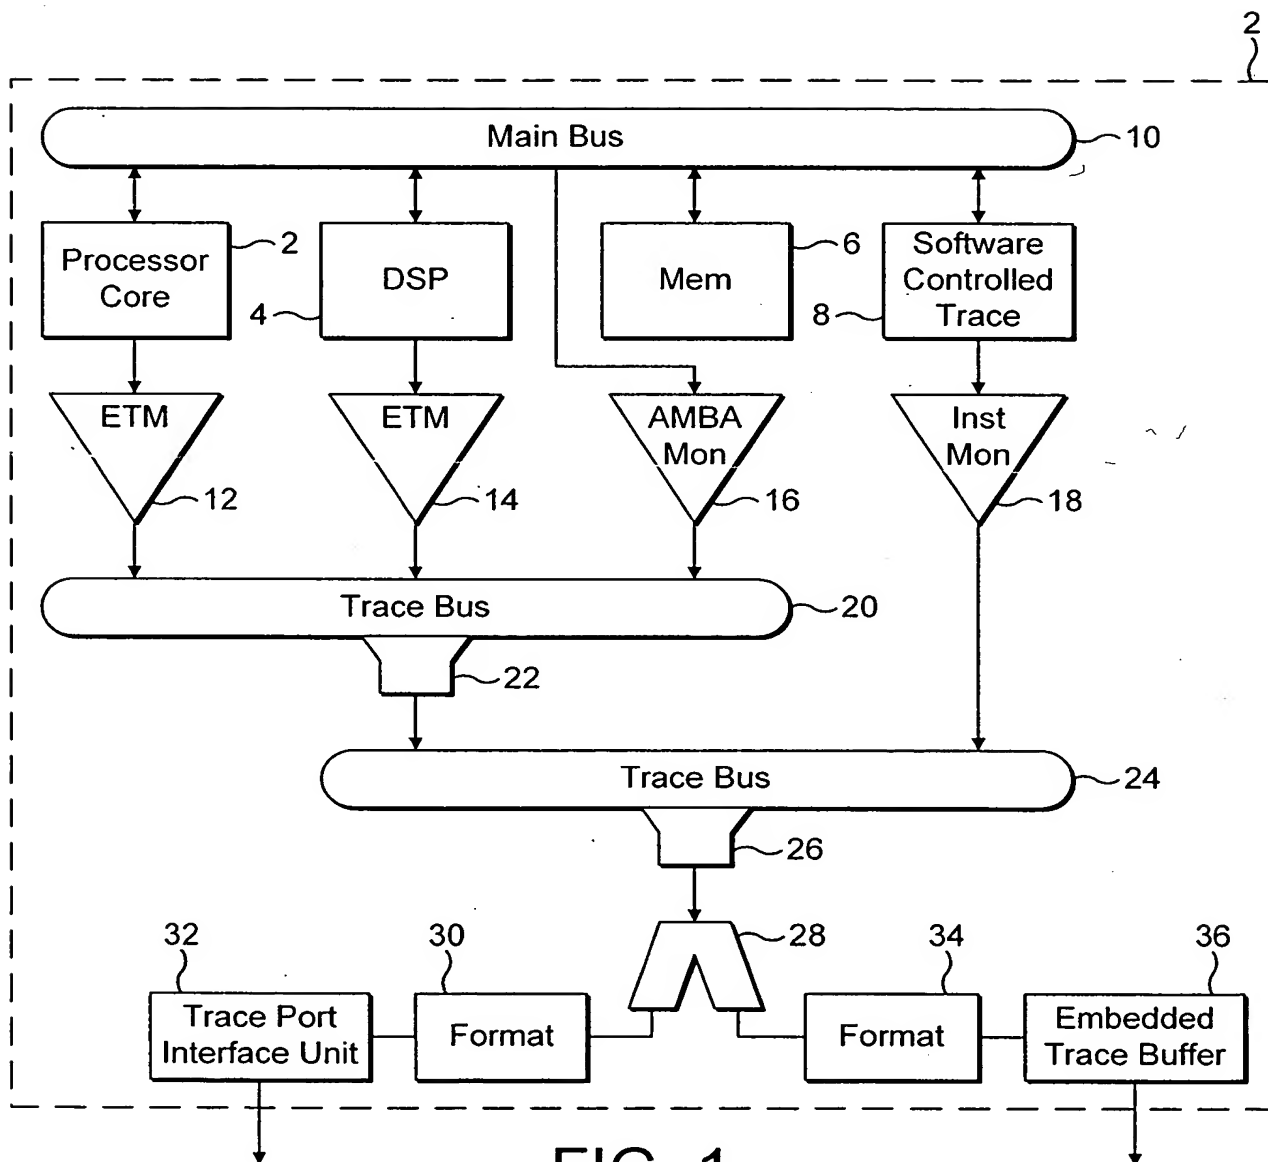 2
Main Bus
10
Processor
Core
2
DSP
4
Mem
6
Software
Controlled
Trace
8
ETM
12
ETM
14
AMBA
Mon
16
Inst
Mon
18
Trace Bus
20
22
Trace Bus
24
26
28
32
30
34
36
Trace Port
Interface Unit
Format
Format
Embedded
Trace Buffer
FIG. 1